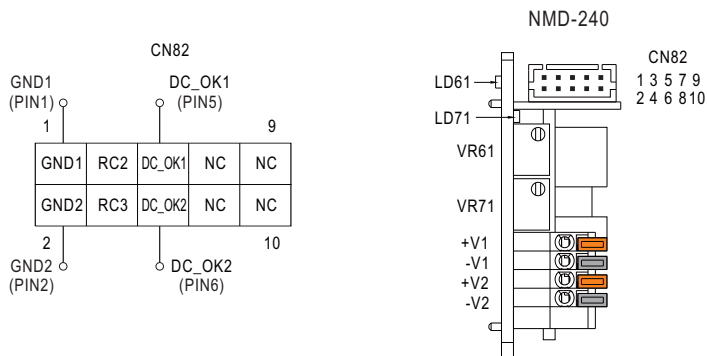 NMD-240
CN82
GND1
(PIN1)
DC_OK1
(PIN5)
1
9
GND1 RC2 DC_OK1 NC NC
GND2 RC3 DC_OK2 NC NC
2
10
GND2
(PIN2)
DC_OK2
(PIN6)
CN82
1 3 5 7 9
2 4 6 8 10
LD61
LD71
VR61
VR71
+V1
-V1
+V2
-V2